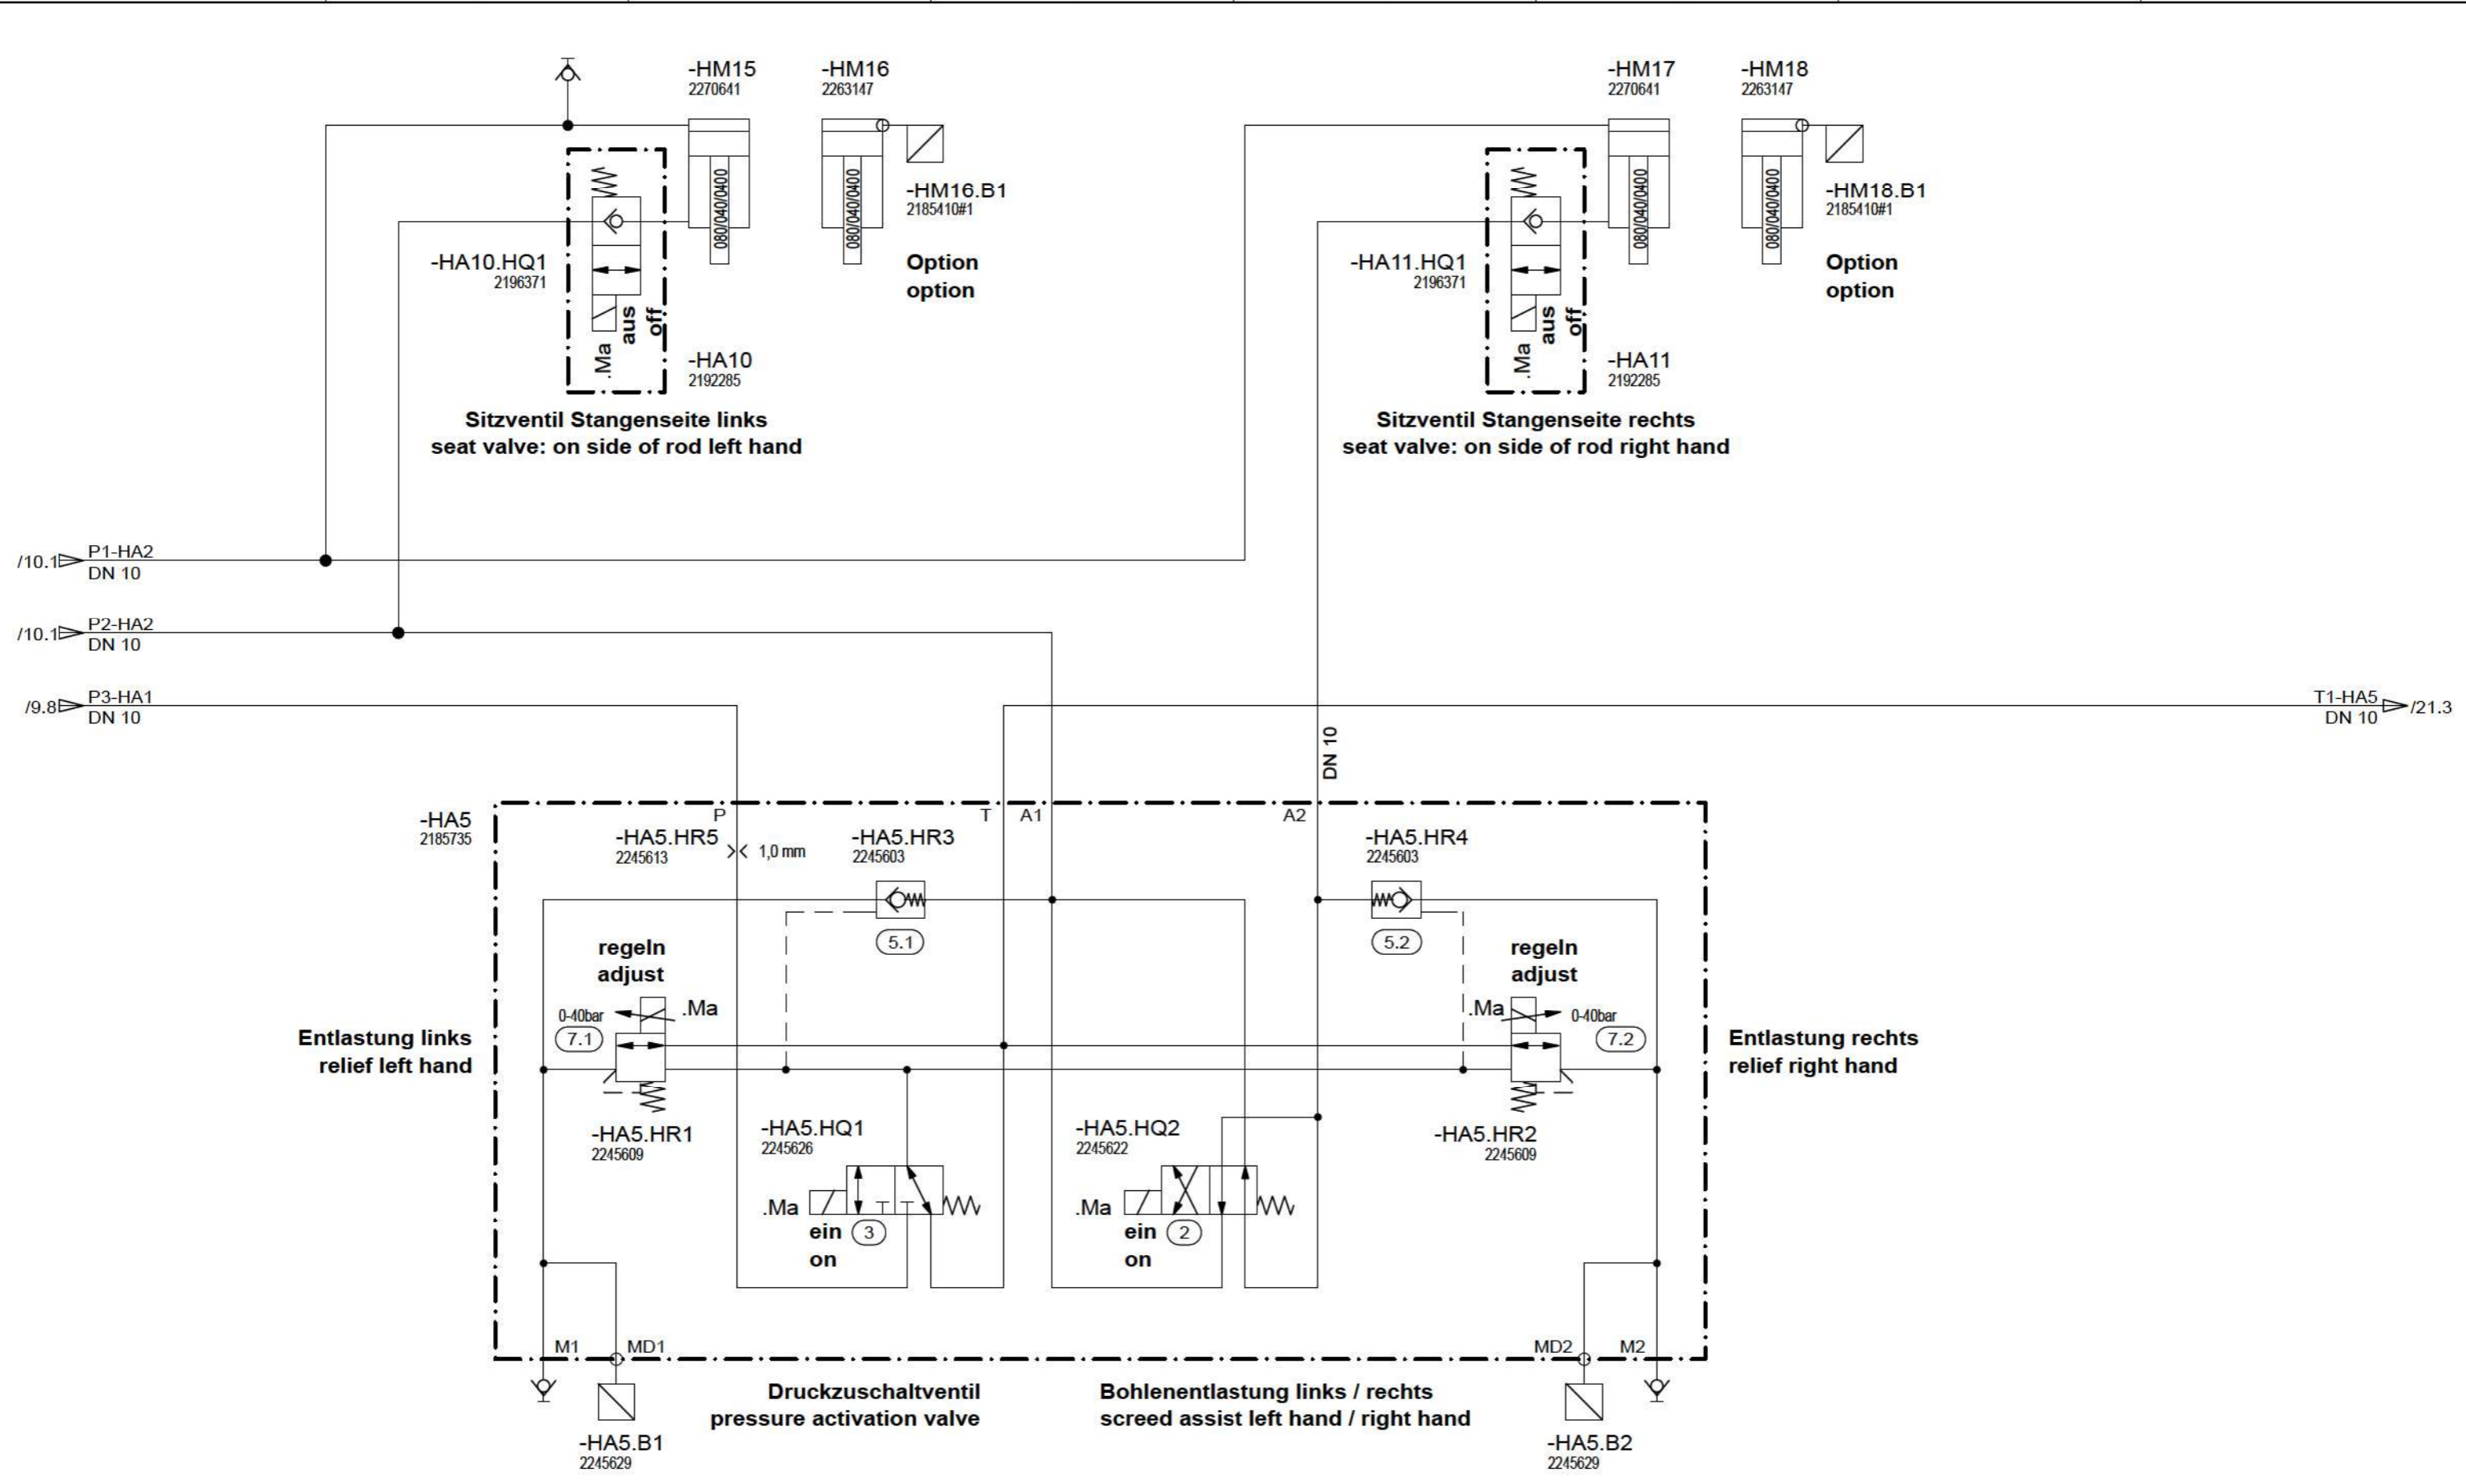 -HM15
2270641
-HM16
2263147
-HM17
2270641
-HM18
2263147
080/040/0400
080/040/0400
080/040/0400
080/040/0400
-HM16.B1
2185410#1
-HM18.B1
2185410#1
-HA10.HQ1
2196371
Option
option
-HA11.HQ1
2196371
Option
option
.Ma
aus
off
.Ma
aus
off
-HA10
2192285
-HA11
2192285
Sitzventil Stangenseite links
seat valve: on side of rod left hand
Sitzventil Stangenseite rechts
seat valve: on side of rod right hand
/10.1
P1-HA2
DN 10
/10.1
P2-HA2
DN 10
/9.8
P3-HA1
DN 10
T1-HA5
DN 10
/21.3
DN 10
-HA5
2185735
P
T
A1
A2
-HA5.HR5
2245613
1,0 mm
-HA5.HR3
2245603
-HA5.HR4
2245603
5.1
5.2
regeln
adjust
regeln
adjust
0-40bar
.Ma
7.1
.Ma
0-40bar
7.2
Entlastung links
relief left hand
Entlastung rechts
relief right hand
-HA5.HR1
2245609
-HA5.HQ1
2245626
-HA5.HQ2
2245622
-HA5.HR2
2245609
.Ma
ein
3
on
.Ma
ein
2
on
M1
MD1
MD2
M2
Druckzuschaltventil
pressure activation valve
Bohlenentlastung links / rechts
screed assist left hand / right hand
-HA5.B1
2245629
-HA5.B2
2245629